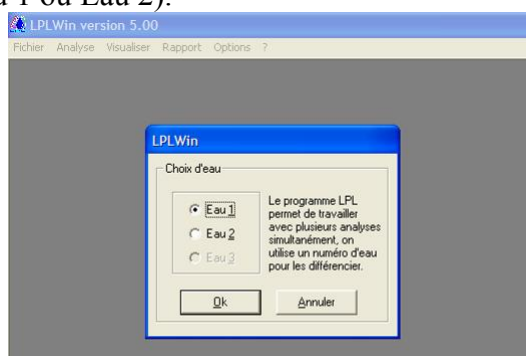 1 ou Eau 2).
LPLWin version 5.00
Fichier Analyse Visualiser Rapport Options ?
LPLWin
Choix d'eau
Eau 1
Eau 2
Eau 3
Le programme LPL
permet de travailler
avec plusieurs analyses
simultanément, on
utilise un numéro d'eau
pour les différencier.
Ok Annuler